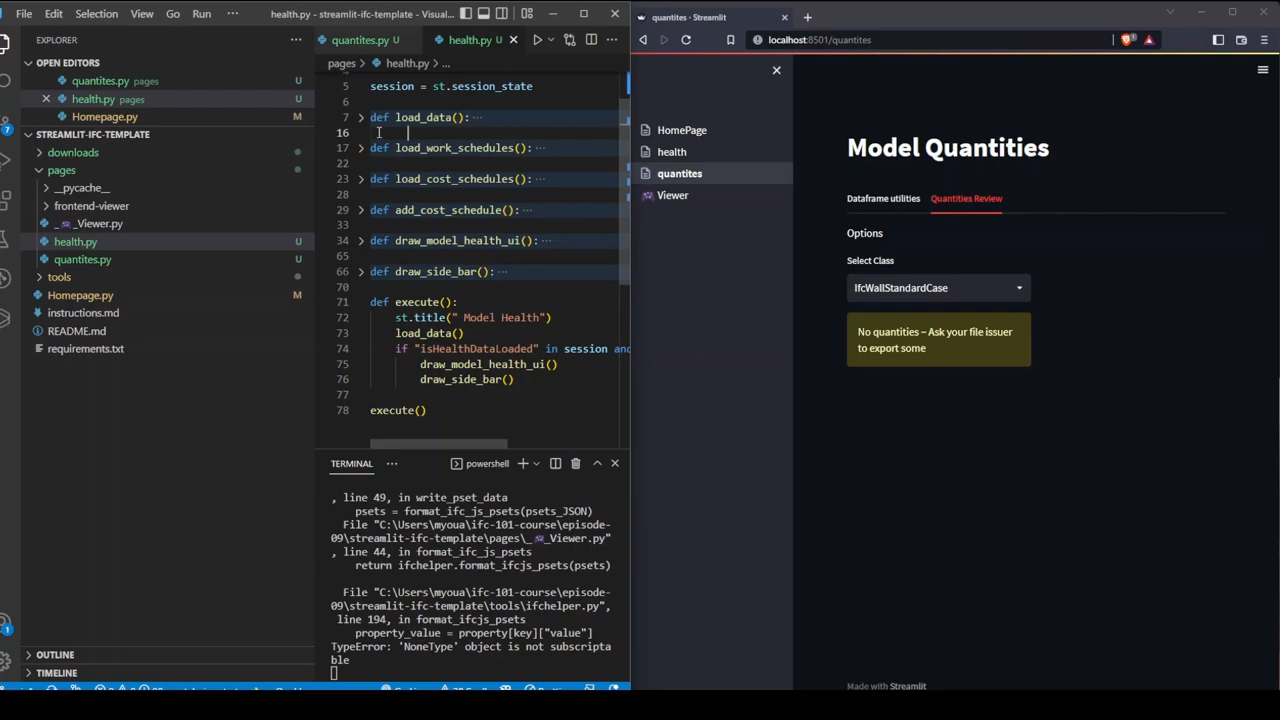 File Edit Selection View Go Run ··· health.py - streamlit-ifc-template - Visual...
EXPLORER ···
OPEN EDITORS
quantites.py pages U
health.py pages U
Homepage.py M
STREAMLIT-IFC-TEMPLATE
downloads
pages
__pycache__
frontend-viewer
_🎮_Viewer.py
health.py U
quantites.py U
tools
Homepage.py M
instructions.md
README.md
requirements.txt
OUTLINE
TIMELINE
7
1
quantites.py U health.py U
pages > health.py > ...
5 session = st.session_state
6
7 def load_data(): ···
16
17 def load_work_schedules(): ···
22
23 def load_cost_schedules(): ···
28
29 def add_cost_schedule(): ···
33
34 def draw_model_health_ui(): ···
65
66 def draw_side_bar(): ···
70
71 def execute():
72 st.title(" Model Health")
73 load_data()
74 if "isHealthDataLoaded" in session and
75 draw_model_health_ui()
76 draw_side_bar()
77
78 execute()
TERMINAL ··· powershell
, line 49, in write_pset_data
psets = format_ifc_js_psets(psets_JSON)
File "C:\Users\myoua\ifc-101-course\episode-
09\streamlit-ifc-template\pages\_🎮_Viewer.py"
, line 44, in format_ifc_js_psets
return ifchelper.format_ifcjs_psets(psets)
File "C:\Users\myoua\ifc-101-course\episode-
09\streamlit-ifc-template\tools\ifchelper.py",
line 194, in format_ifcjs_psets
property_value = property[key]["value"]
TypeError: 'NoneType' object is not subscripta
ble
quantites · Streamlit
localhost:8501/quantites
HomePage
health
quantites
🎮 Viewer
Model Quantities
Dataframe utilities Quantities Review
Options
Select Class
IfcWallStandardCase
No quantities ~ Ask your file issuer
to export some
Made with Streamlit